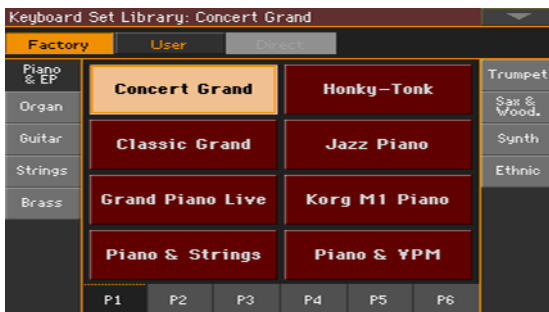 Keyboard Set Library: Concert Grand
Factory User Direct
Piano
& EP
Organ
Guitar
Strings
Brass
Concert Grand
Honky-Tonk
Classic Grand
Jazz Piano
Grand Piano Live
Korg M1 Piano
Piano & Strings
Piano & ¥PM
Trumpet
Sax &
Wood.
Synth
Ethnic
P1 P2 P3 P4 P5 P6